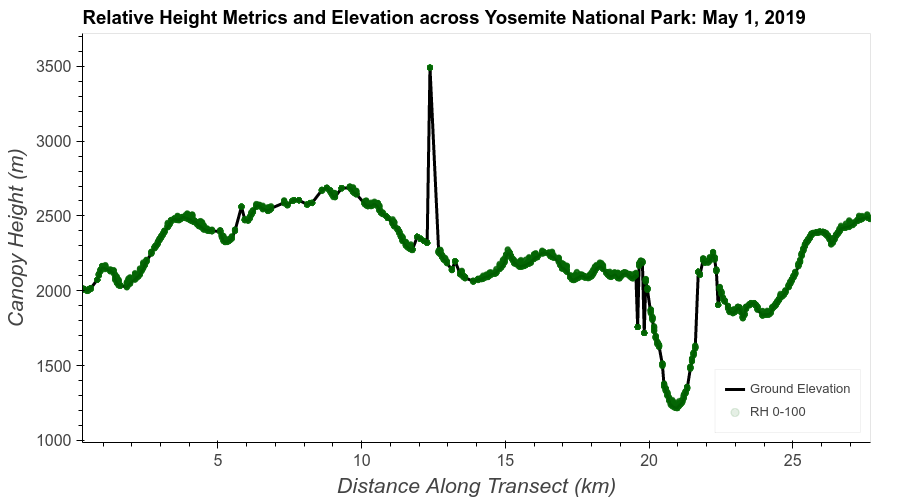 Relative Height Metrics and Elevation across Yosemite National Park: May 1, 2019
Canopy Height (m)
3500
3000
2500
2000
1500
1000
Ground Elevation
RH 0-100
5
10
15
20
25
Distance Along Transect (km)